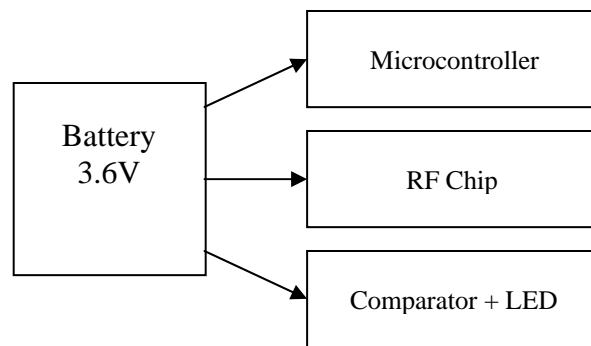 Battery
3.6V
Microcontroller
RF Chip
Comparator + LED